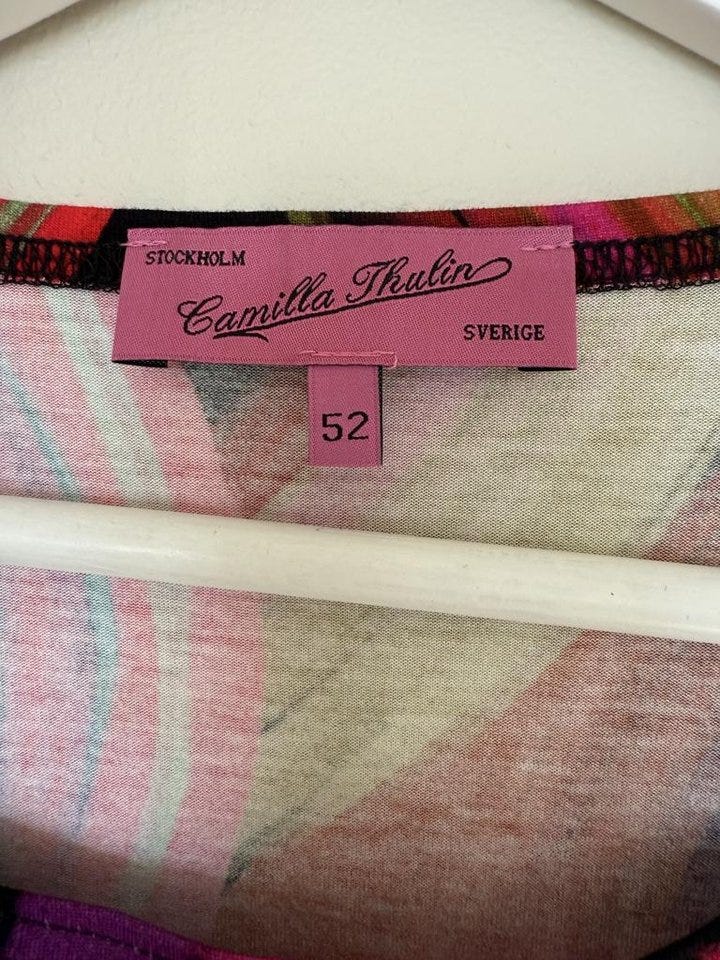 STOCKHOLM
Camilla Thulin
SVERIGE
52